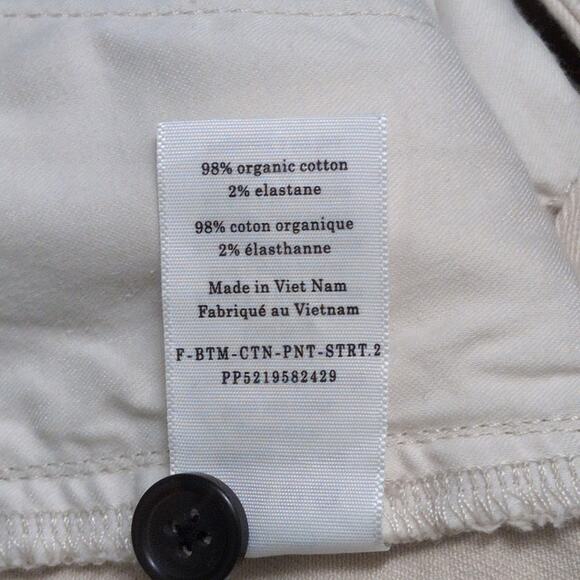 98% organic cotton
2% elastane
98% coton organique
2% élasthanne
Made in Viet Nam
Fabriqué au Vietnam
F-BTM-CTN-PNT-STRT.2
PP5219582429